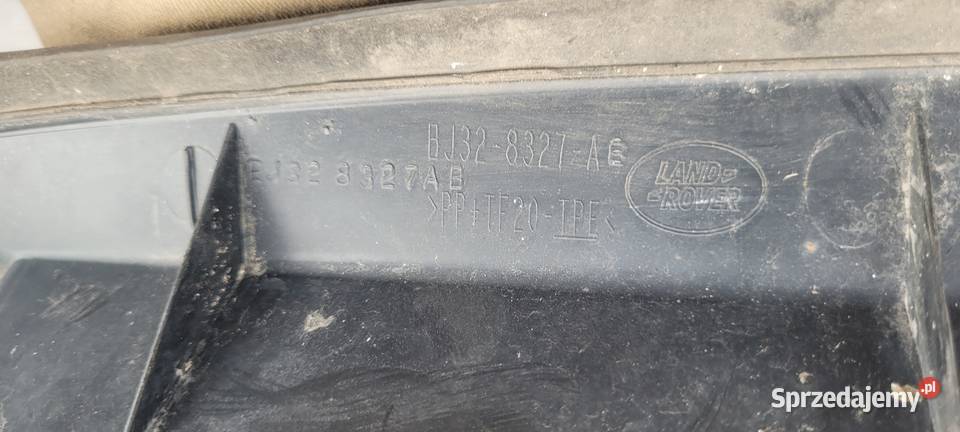 BJ32-8327-AE
BJ32 8327AB
>PP+TF20-TPE<
LAND-
-ROVER
Sprzedajemy.pl